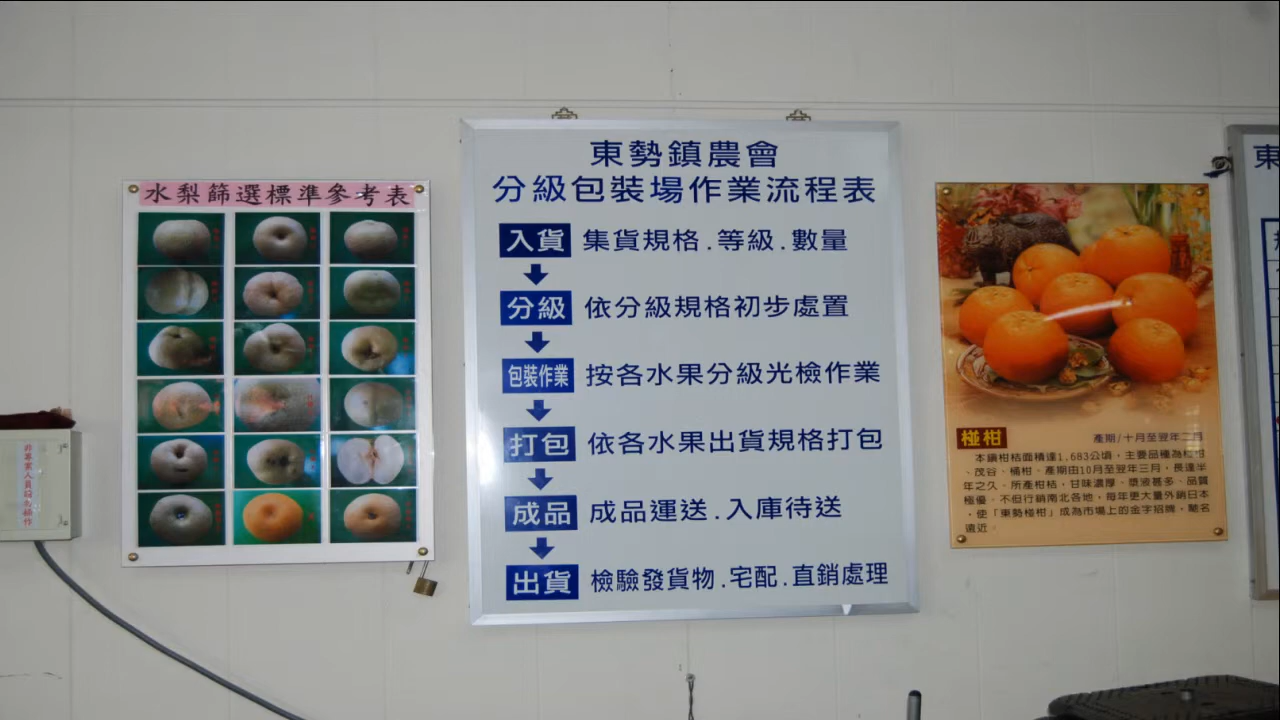 水梨篩選標準參考表
東勢鎮農會
分級包裝場作業流程表
入貨 集貨規格.等級.數量
分級 依分級規格初步處置
包裝作業 按各水果分級光檢作業
打包 依各水果出貨規格打包
成品 成品運送.入庫待送
出貨 檢驗發貨物.宅配.直銷處理
椪柑 產期/十月至翌年二月
本鎮柑桔面積達1,683公頃,主要品種為椪柑
、茂谷、桶柑。產期由10月至翌年三月,長達半
年之久。所產柑桔,甘味濃厚、漿液甚多、品質
極優。不但行銷南北各地,每年更大量外銷日本
,使「東勢椪柑」成為市場上的金字招牌,馳名
遠近。
東